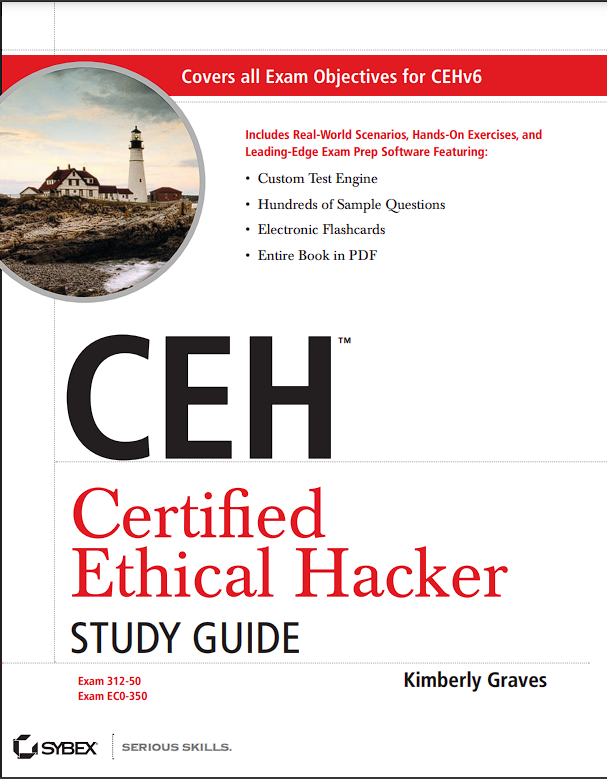 Covers all Exam Objectives for CEHv6
Includes Real-World Scenarios, Hands-On Exercises, and
Leading-Edge Exam Prep Software Featuring:
• Custom Test Engine
• Hundreds of Sample Questions
• Electronic Flashcards
• Entire Book in PDF
CEH™
Certified
Ethical Hacker
STUDY GUIDE
Exam 312-50
Exam EC0-350
Kimberly Graves
SYBEX
SERIOUS SKILLS.